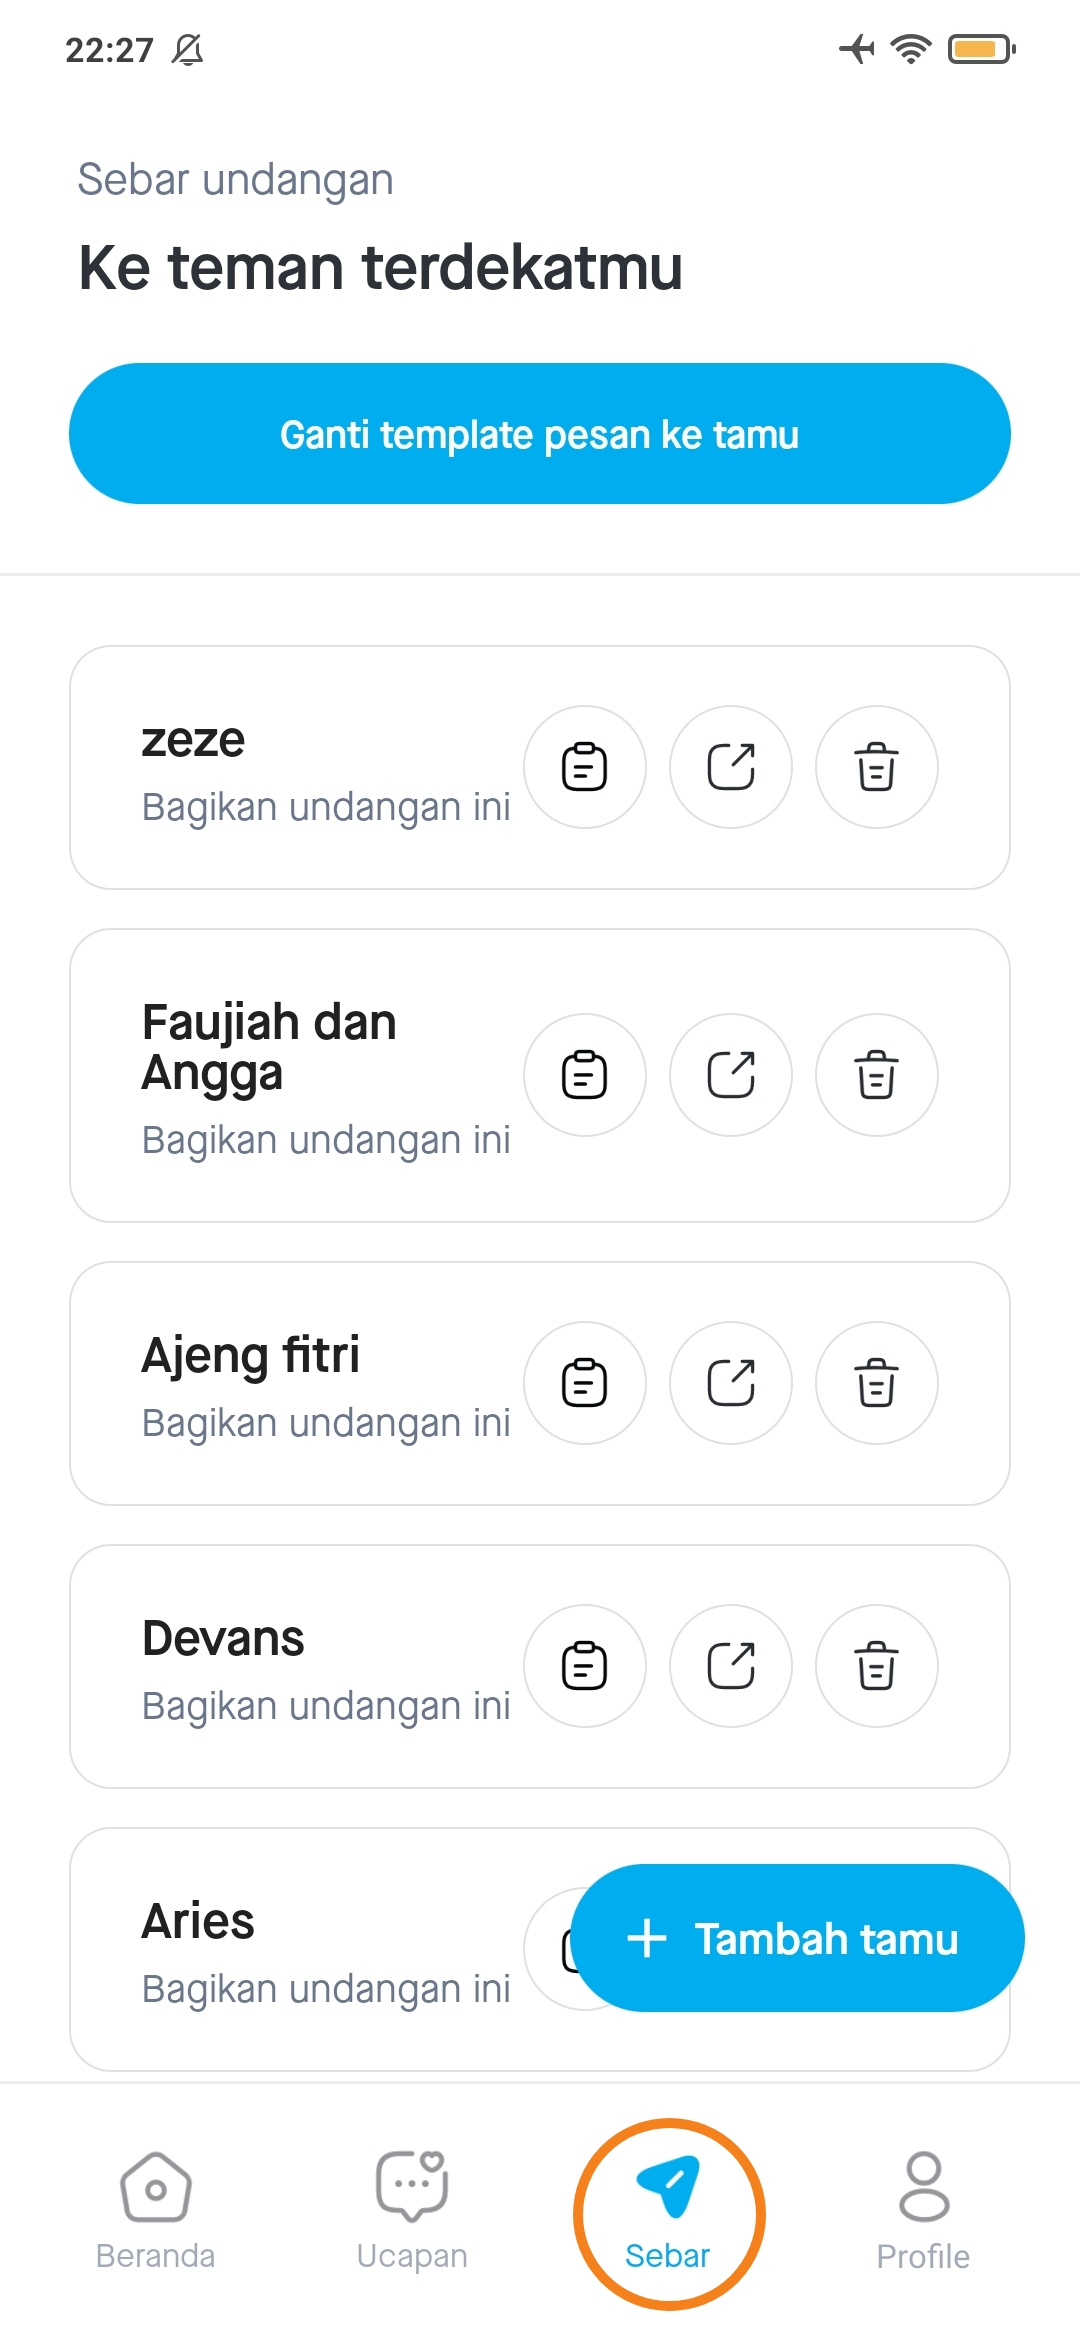 22:27
Sebar undangan
Ke teman terdekatmu
Ganti template pesan ke tamu
zeze
Bagikan undangan ini
Faujiah dan
Angga
Bagikan undangan ini
Ajeng fitri
Bagikan undangan ini
Devans
Bagikan undangan ini
Aries
Bagikan undangan ini
Tambah tamu
Beranda
Ucapan
Sebar
Profile